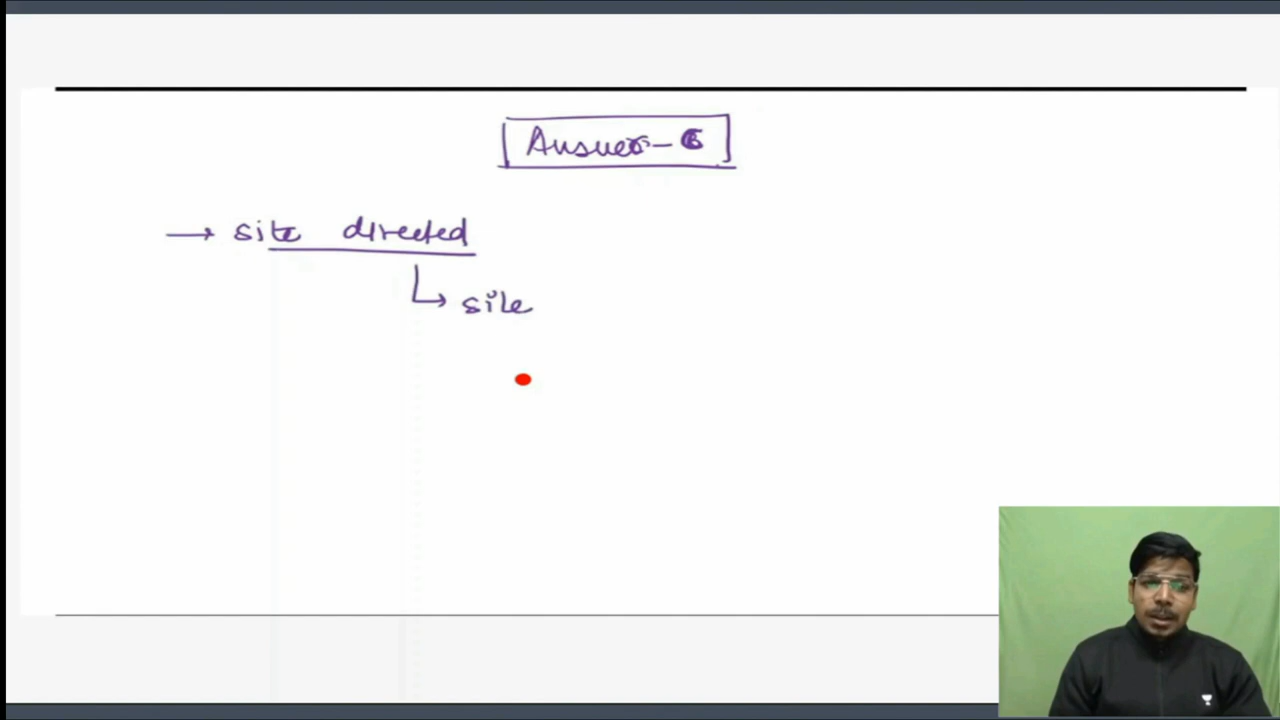 Answer-6
→ site directed
↳ site